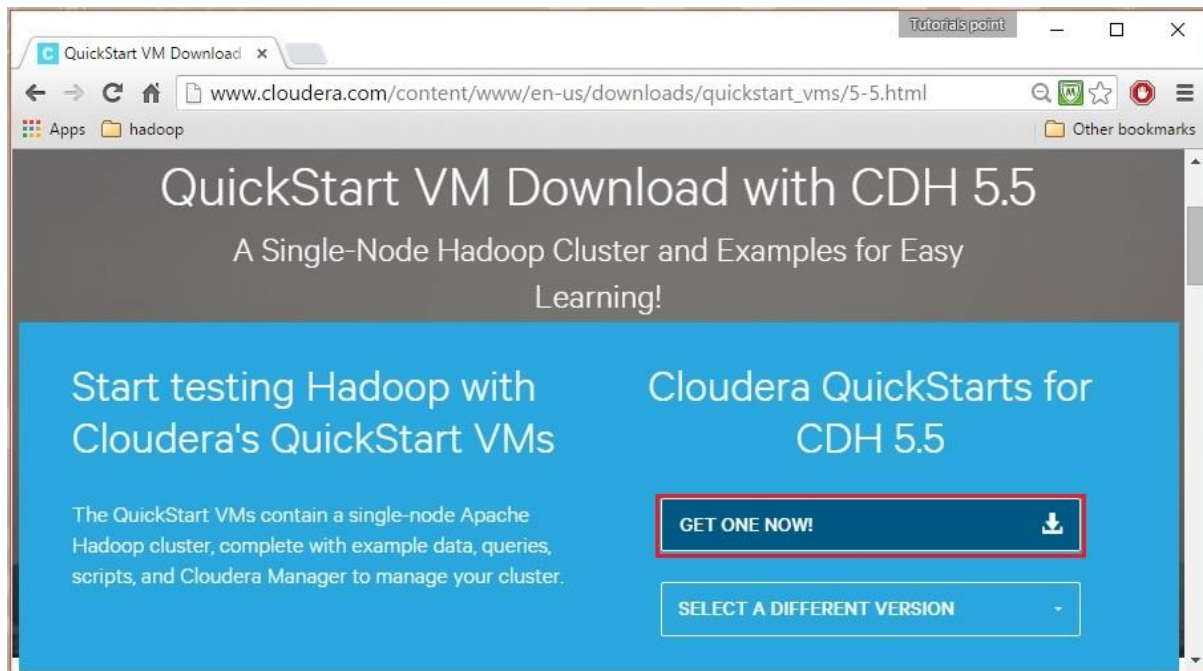 Tutorials point
C QuickStart VM Download
www.cloudera.com/content/www/en-us/downloads/quickstart_vms/5-5.html
Apps hadoop Other bookmarks
QuickStart VM Download with CDH 5.5
A Single-Node Hadoop Cluster and Examples for Easy
Learning!
Start testing Hadoop with
Cloudera's QuickStart VMs
The QuickStart VMs contain a single-node Apache
Hadoop cluster, complete with example data, queries,
scripts, and Cloudera Manager to manage your cluster.
Cloudera QuickStarts for
CDH 5.5
GET ONE NOW!
SELECT A DIFFERENT VERSION